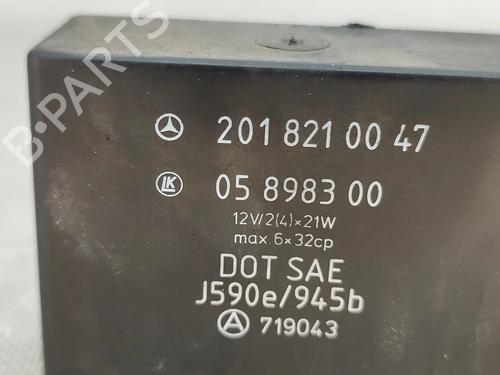 B-PARTS
201 821 00 47
LK
05 8983 00
12V/2(4)×21W
max. 6×32cp
DOT SAE
J590e/945b
A 719043